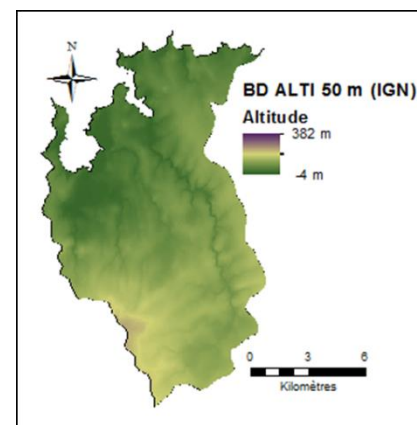 N
BD ALTI 50 m (IGN)
Altitude
382 m
-4 m
0 3 6
Kilomètres